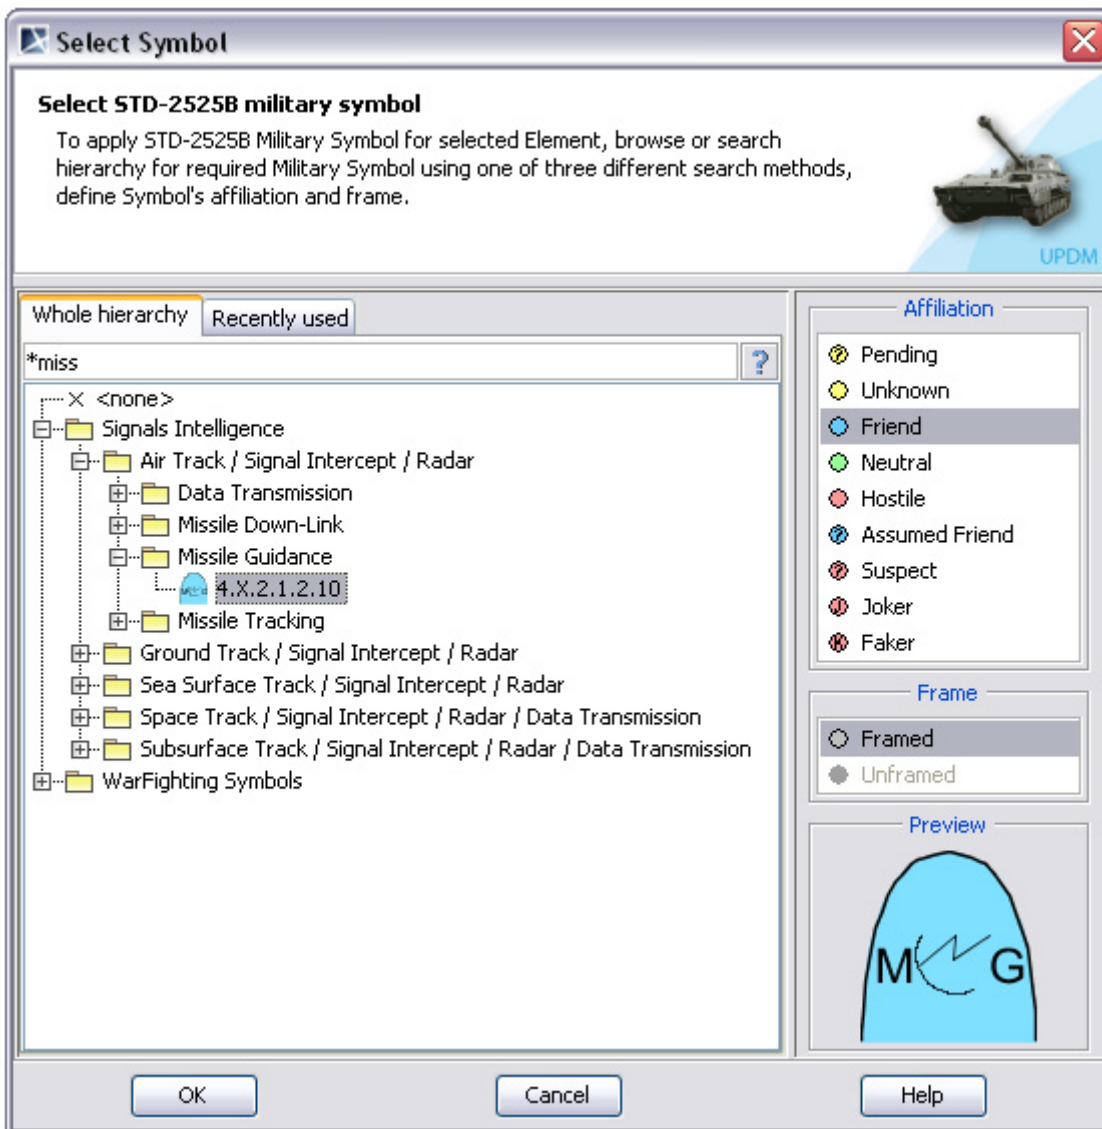 Select Symbol
Select STD-2525B military symbol
To apply STD-2525B Military Symbol for selected Element, browse or search
hierarchy for required Military Symbol using one of three different search methods,
define Symbol's affiliation and frame.
UPDM
Whole hierarchy
Recently used
*miss
?
<none>
Signals Intelligence
Air Track / Signal Intercept / Radar
Data Transmission
Missile Down-Link
Missile Guidance
4.X.2.1.2.10
Missile Tracking
Ground Track / Signal Intercept / Radar
Sea Surface Track / Signal Intercept / Radar
Space Track / Signal Intercept / Radar / Data Transmission
Subsurface Track / Signal Intercept / Radar / Data Transmission
WarFighting Symbols
Affiliation
? Pending
Unknown
Friend
Neutral
Hostile
? Assumed Friend
? Suspect
J Joker
K Faker
Frame
Framed
Unframed
Preview
M G
OK
Cancel
Help